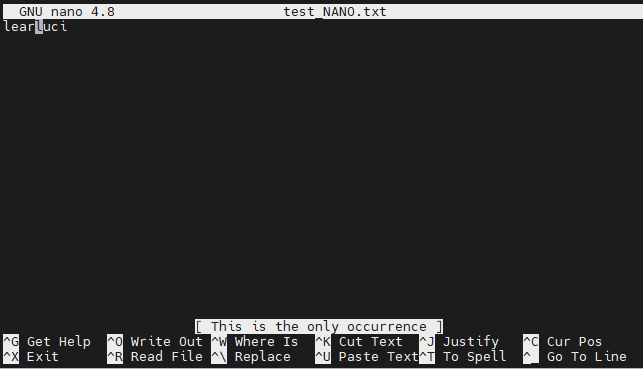 GNU nano 4.8 test_NANO.txt
learluci
[ This is the only occurrence ]
^G Get Help ^O Write Out ^W Where Is ^K Cut Text ^J Justify ^C Cur Pos
^X Exit ^R Read File ^\ Replace ^U Paste Text ^T To Spell ^_ Go To Line